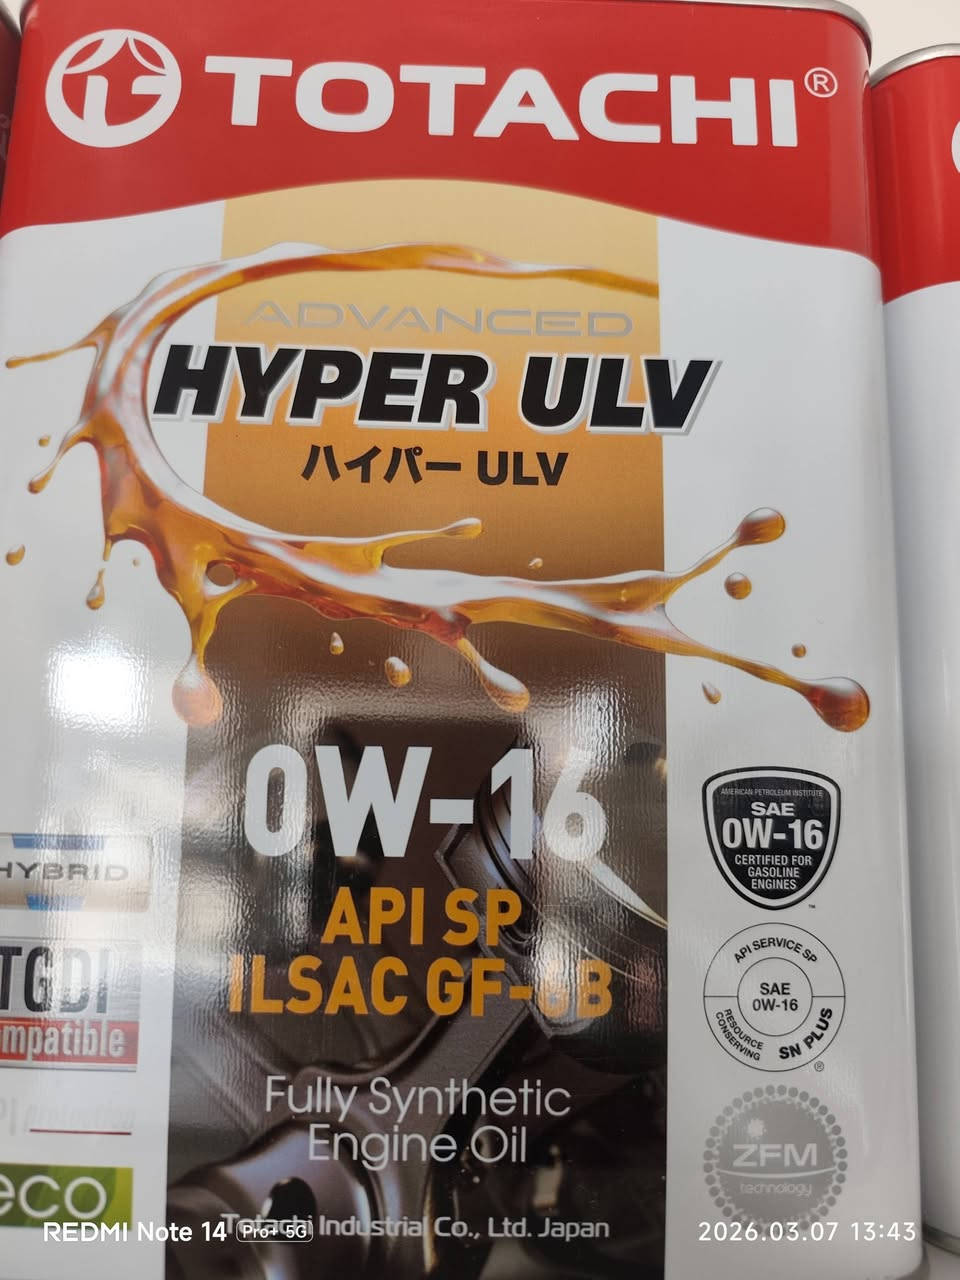 TOTACHI®
ADVANCED
HYPER ULV
ハイパー ULV
0W-16
API SP
ILSAC GF-6B
Fully Synthetic
Engine Oil
Totachi Industrial Co., Ltd. Japan
HYBRID
TGDI
eco
AMERICAN PETROLEUM INSTITUTE
SAE
0W-16
CERTIFIED FOR
GASOLINE
ENGINES
™
API SERVICE SP
SAE
0W-16
RESOURCE
CONSERVING
SN PLUS
®
ZFM
technology
REDMI Note 14 Pro+ 5G
2026.03.07 13:43